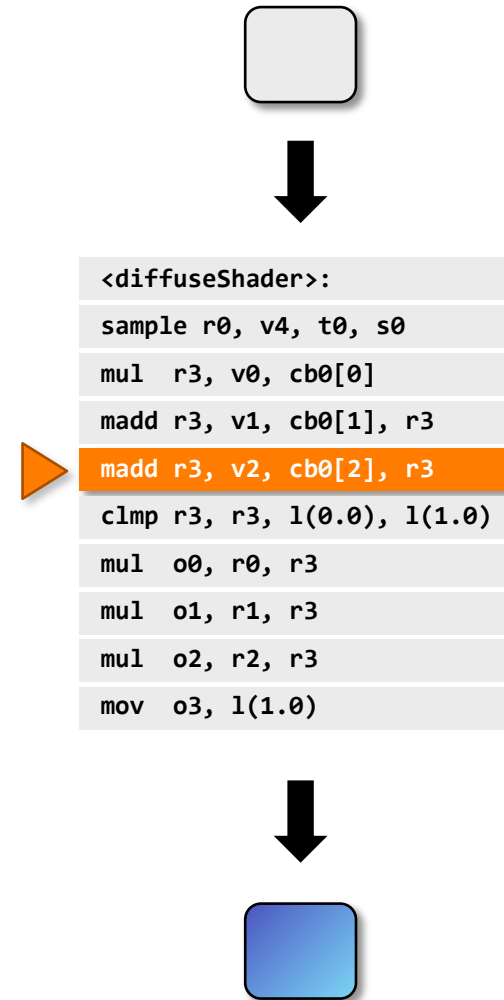 <diffuseShader>:
sample r0, v4, t0, s0
mul  r3, v0, cb0[0]
madd r3, v1, cb0[1], r3
madd r3, v2, cb0[2], r3
clmp r3, r3, l(0.0), l(1.0)
mul  o0, r0, r3
mul  o1, r1, r3
mul  o2, r2, r3
mov  o3, l(1.0)